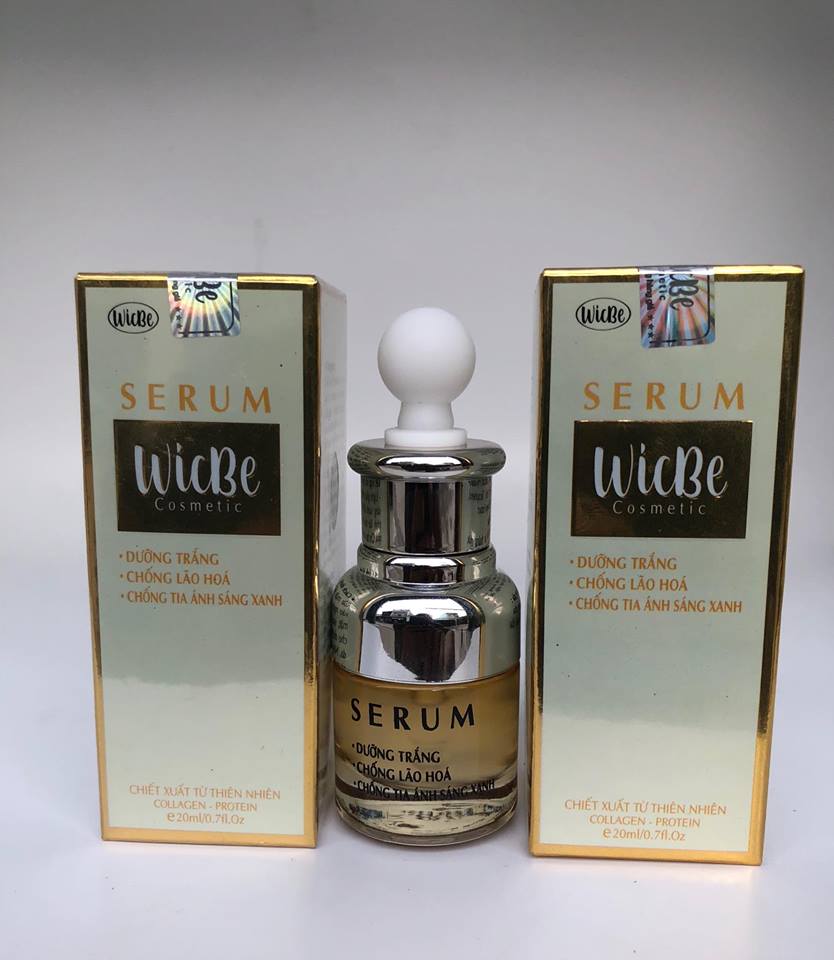 WicBe
SERUM
WicBe
Cosmetic
• DƯỠNG TRẮNG
• CHỐNG LÃO HOÁ
• CHỐNG TIA ÁNH SÁNG XANH
CHIẾT XUẤT TỪ THIÊN NHIÊN
COLLAGEN - PROTEIN
e 20ml/0.7fl.Oz
SERUM
• DƯỠNG TRẮNG
• CHỐNG LÃO HOÁ
• CHỐNG TIA ÁNH SÁNG XANH
WicBe
SERUM
WicBe
Cosmetic
• DƯỠNG TRẮNG
• CHỐNG LÃO HOÁ
• CHỐNG TIA ÁNH SÁNG XANH
CHIẾT XUẤT TỪ THIÊN NHIÊN
COLLAGEN - PROTEIN
e 20ml/0.7fl.Oz